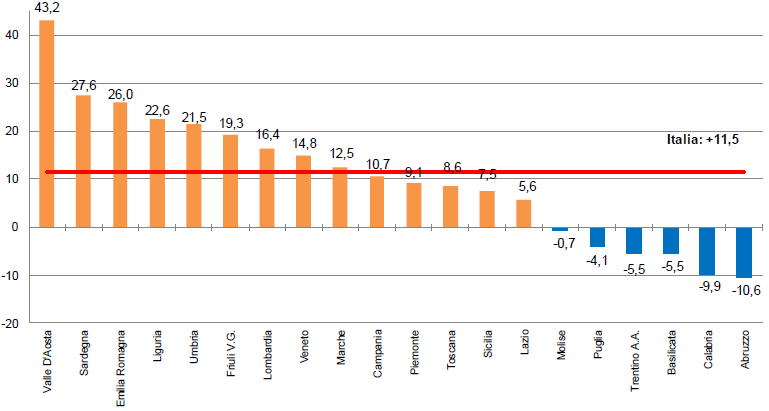 43,2
50
40
30
20
10
0
-10
-20
27,6
26,0
22,6
21,5
19,3
16,4
14,8
12,5
10,7
9,1
8,6
7,5
5,6
-0,7
-4,1
-5,5
-5,5
-9,9
-10,6
Italia: +11,5
Valle D'Aosta
Sardegna
Emilia Romagna
Liguria
Umbria
Friuli V.G.
Lombardia
Veneto
Marche
Campania
Piemonte
Toscana
Sicilia
Lazio
Molise
Puglia
Trentino A.A.
Basilicata
Calabria
Abruzzo